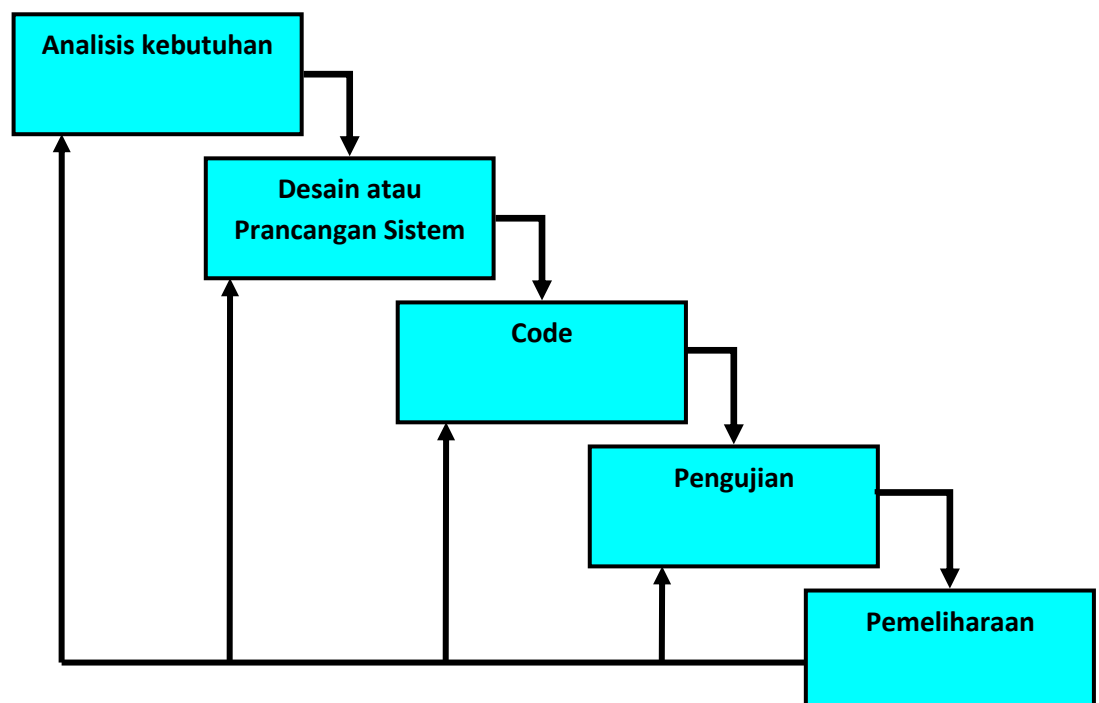 Analisis kebutuhan
Desain atau
Prancangan Sistem
Code
Pengujian
Pemeliharaan